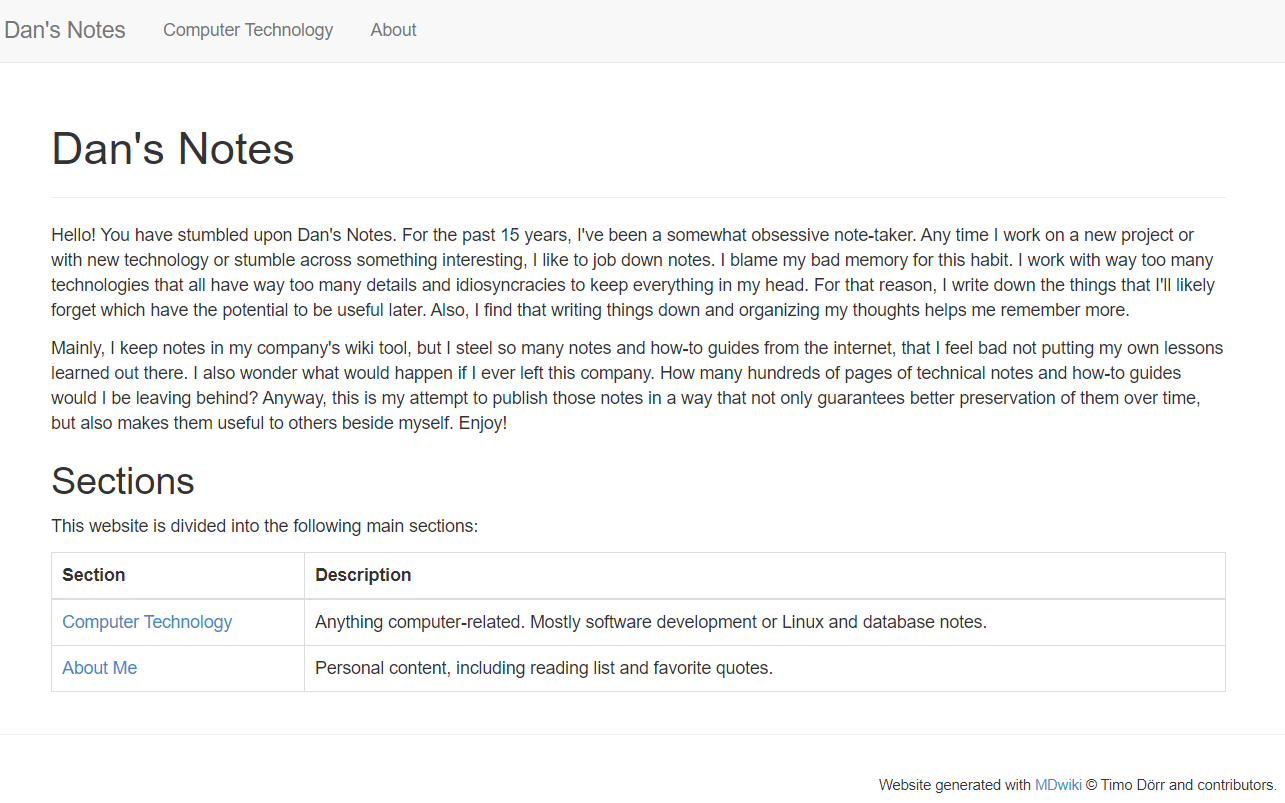 Dan's Notes Computer Technology About
Dan's Notes
Hello! You have stumbled upon Dan's Notes. For the past 15 years, I've been a somewhat obsessive note-taker. Any time I work on a new project or
with new technology or stumble across something interesting, I like to job down notes. I blame my bad memory for this habit. I work with way too many
technologies that all have way too many details and idiosyncracies to keep everything in my head. For that reason, I write down the things that I'll likely
forget which have the potential to be useful later. Also, I find that writing things down and organizing my thoughts helps me remember more.
Mainly, I keep notes in my company's wiki tool, but I steel so many notes and how-to guides from the internet, that I feel bad not putting my own lessons
learned out there. I also wonder what would happen if I ever left this company. How many hundreds of pages of technical notes and how-to guides
would I be leaving behind? Anyway, this is my attempt to publish those notes in a way that not only guarantees better preservation of them over time,
but also makes them useful to others beside myself. Enjoy!
Sections
This website is divided into the following main sections:
Section Description
Computer Technology Anything computer-related. Mostly software development or Linux and database notes.
About Me Personal content, including reading list and favorite quotes.
Website generated with MDwiki © Timo Dörr and contributors.